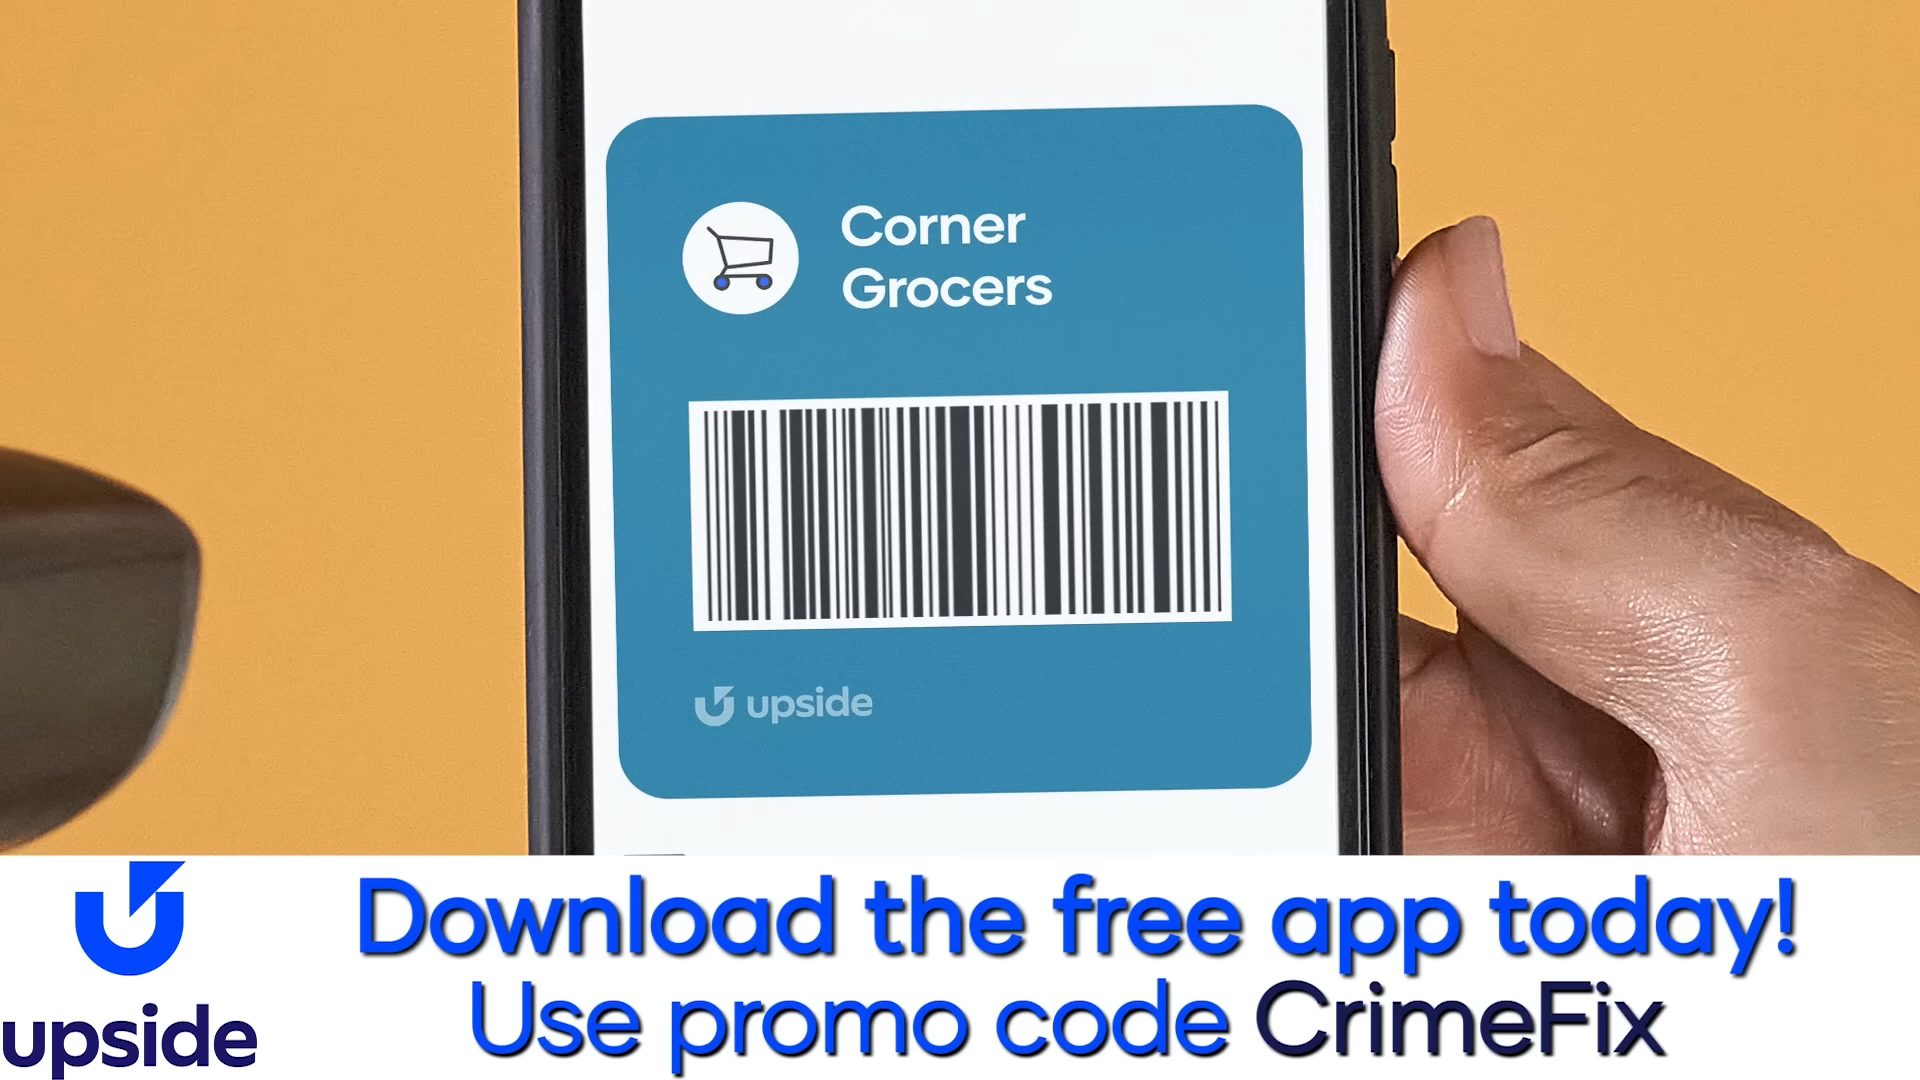 Corner
Grocers
upside
Download the free app today!
Use promo code CrimeFix
upside